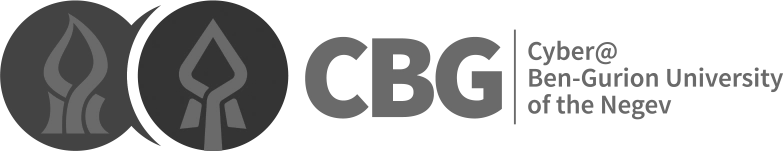 CBG
Cyber@
Ben-Gurion University
of the Negev